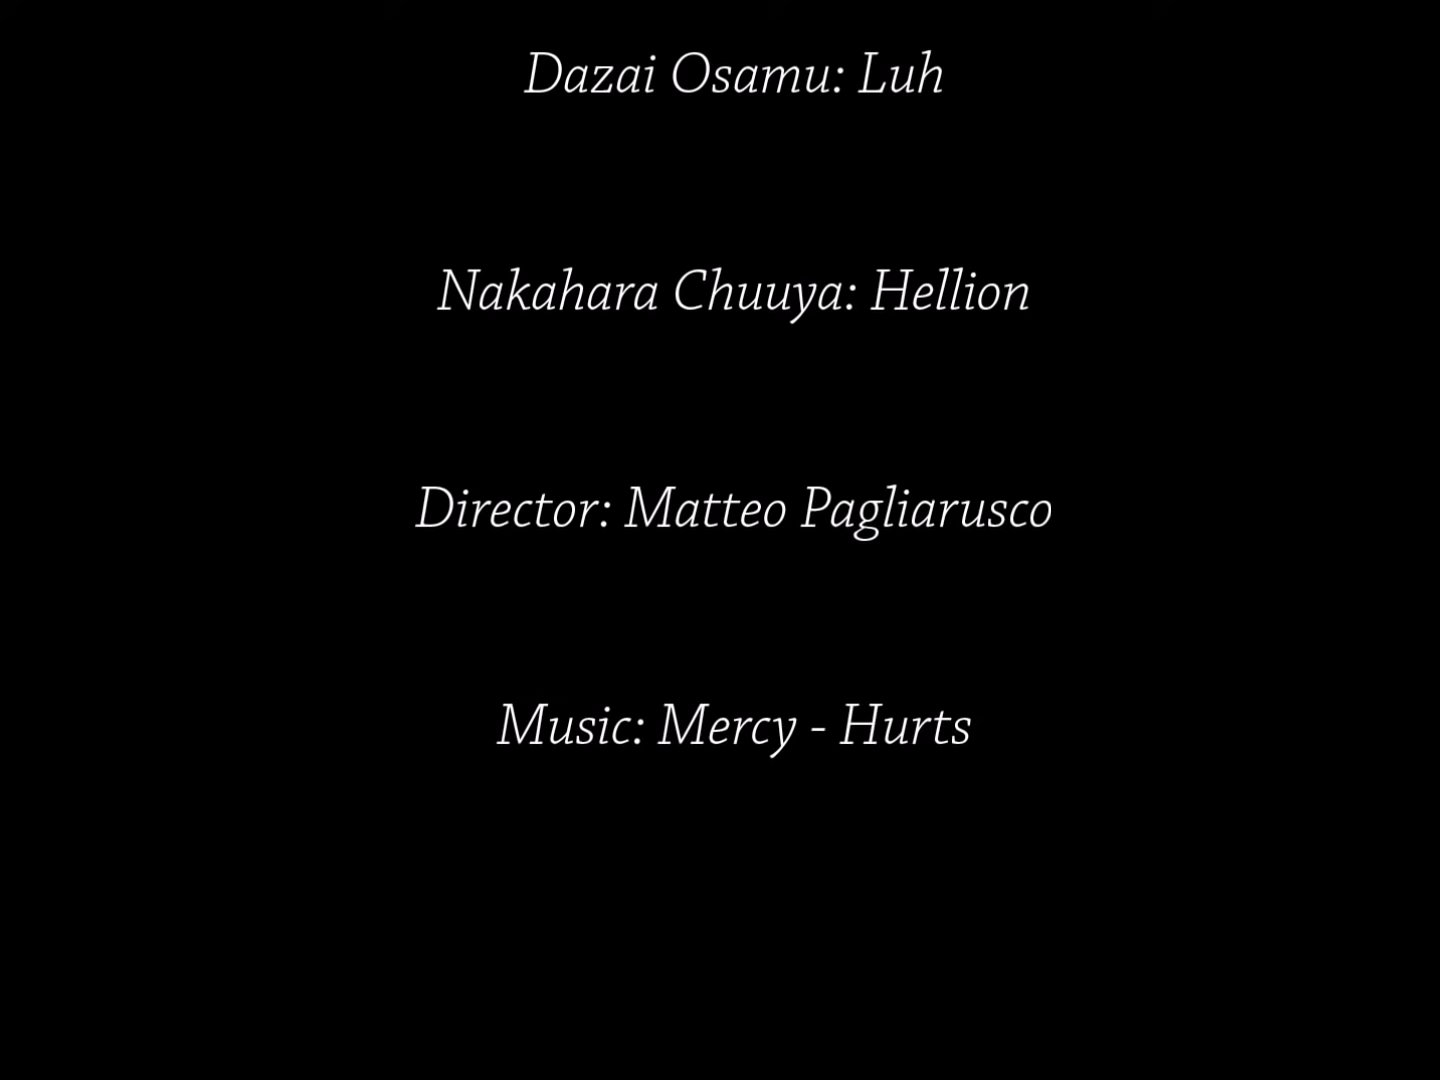 Dazai Osamu: Luh
Nakahara Chuuya: Hellion
Director: Matteo Pagliarusco
Music: Mercy - Hurts